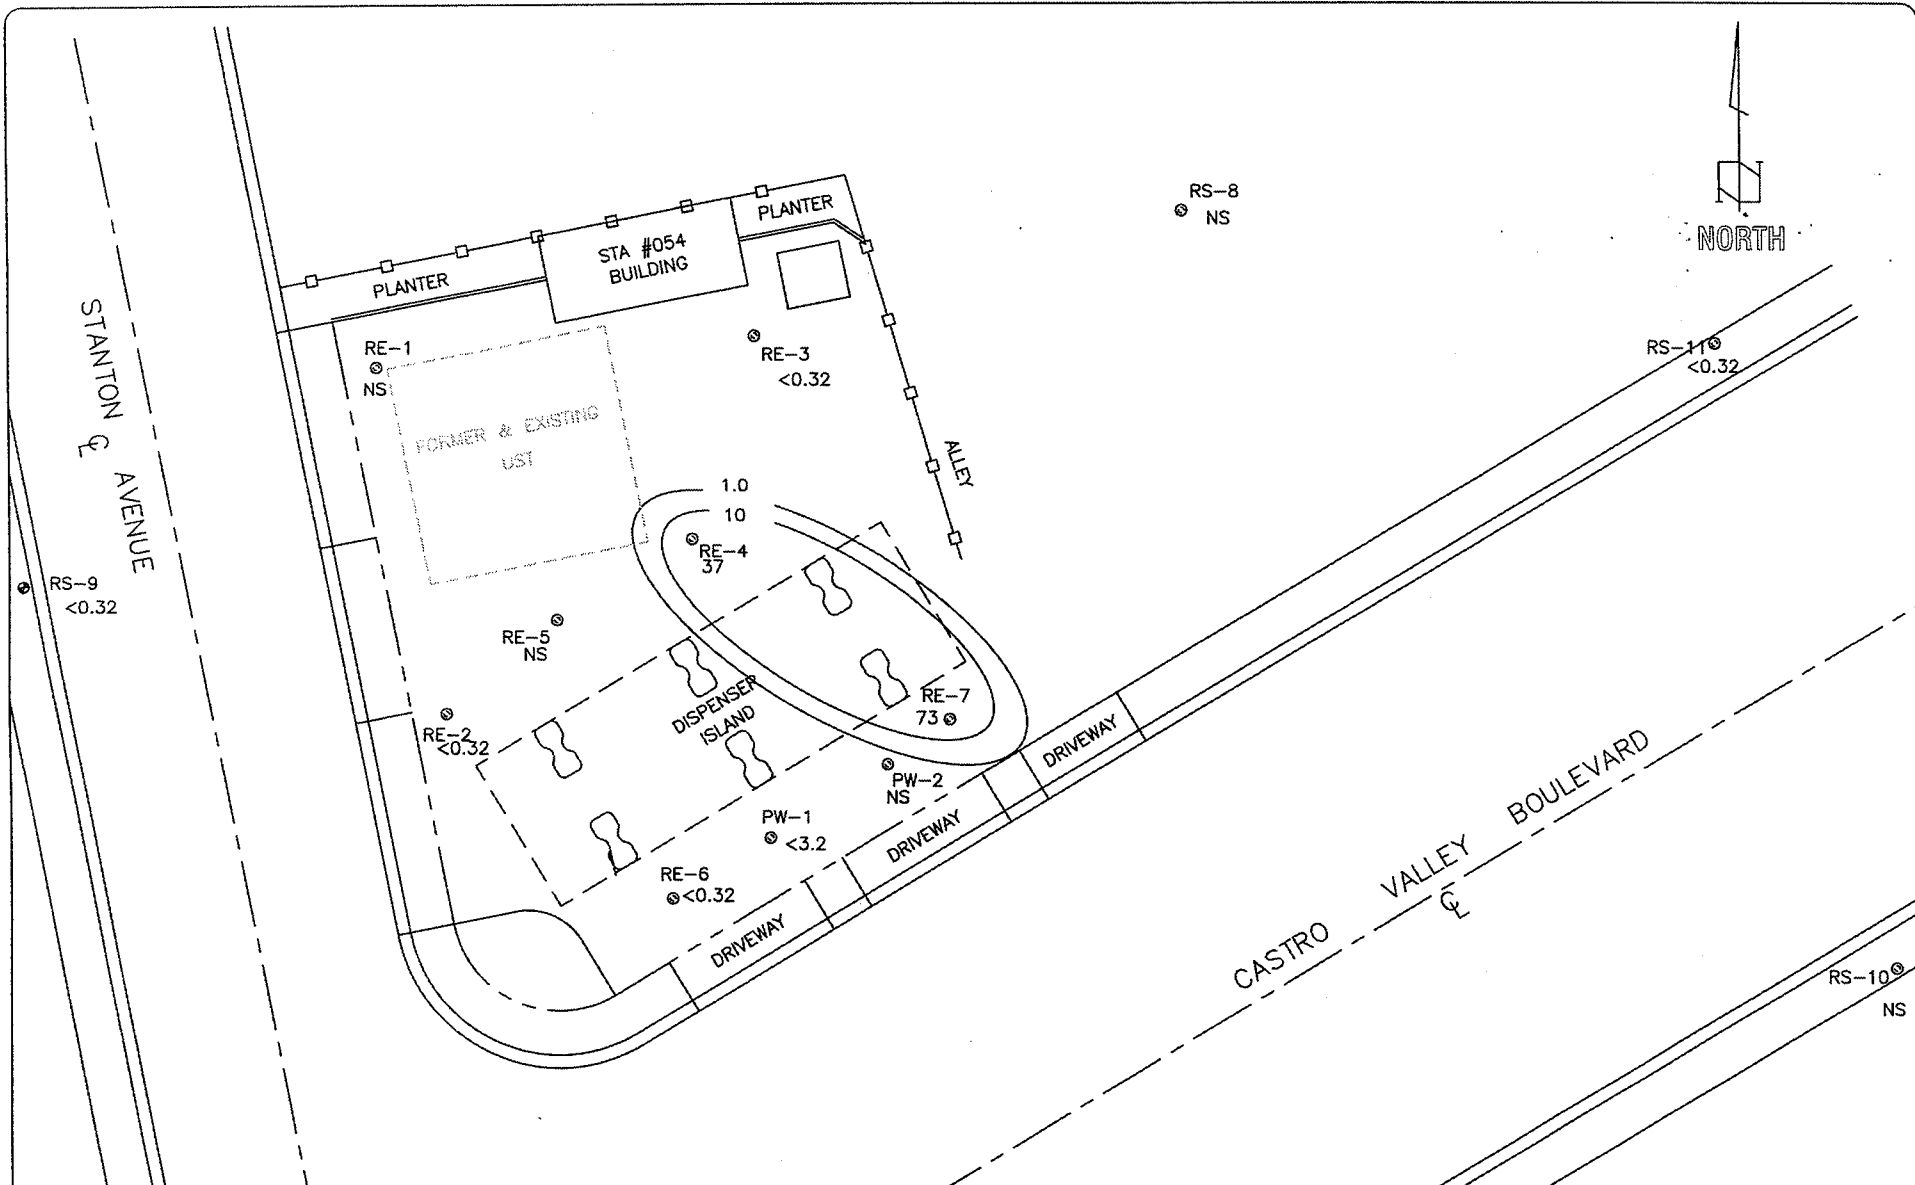 RS-8
NS
NORTH
PLANTER
STA #054
BUILDING
PLANTER
STANTON
℄
AVENUE
RE-1
NS
RE-3
<0.32
RS-11
<0.32
FORMER & EXISTING
UST
ALLEY
1.0
10
RE-4
37
RS-9
<0.32
RE-5
NS
RE-2
<0.32
DISPENSER
ISLAND
RE-7
73
PW-2
NS
PW-1
<3.2
RE-6
<0.32
DRIVEWAY
DRIVEWAY
DRIVEWAY
CASTRO VALLEY BOULEVARD
℄
RS-10
NS